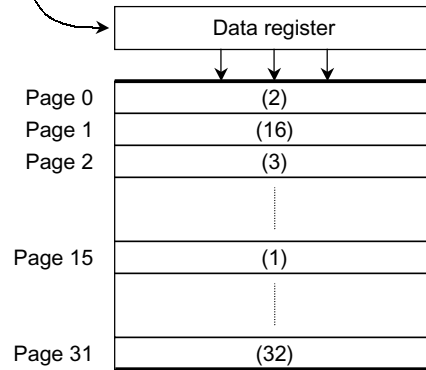 Data register
Page 0 (2)
Page 1 (16)
Page 2 (3)
Page 15 (1)
Page 31 (32)